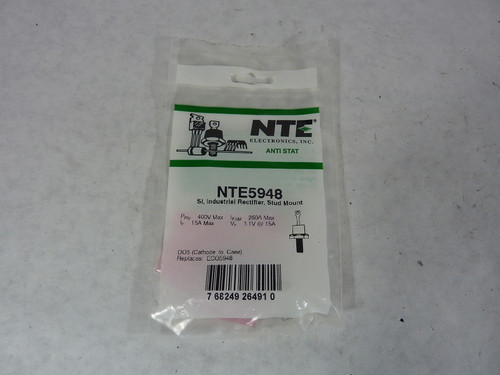 NTE®
ELECTRONICS, INC.
ANTI STAT
NTE5948
Si, Industrial Rectifier, Stud Mount
PRV 400V Max IFSM 250A Max
IF 15A Max VF 1.1V @ 15A
DO5 (Cathode to Case)
Replaces: ECG5948
7 68249 26491 0